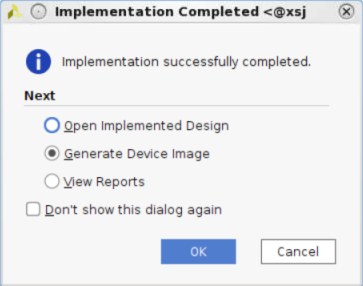 Implementation Completed <@xsj
Implementation successfully completed.
Next
Open Implemented Design
Generate Device Image
View Reports
Don't show this dialog again
OK Cancel